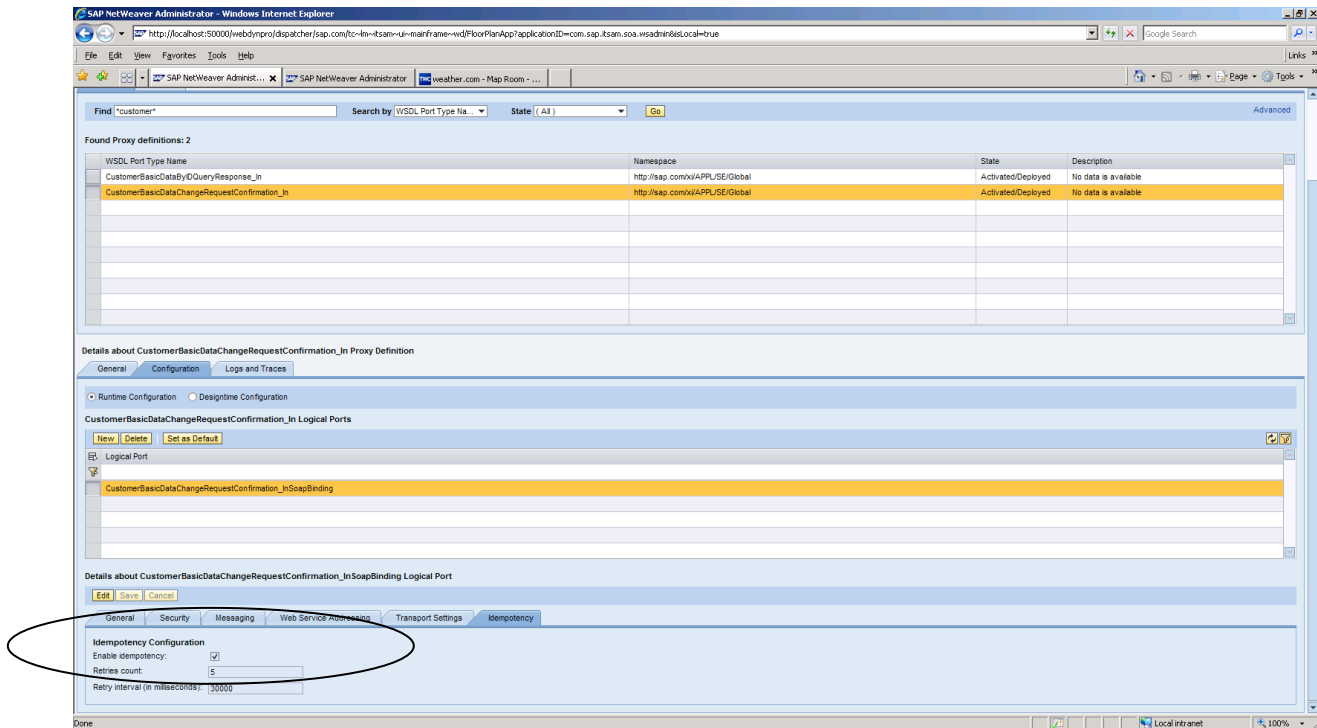 SAP NetWeaver Administrator - Windows Internet Explorer
http://localhost:50000/webdynpro/dispatcher/sap.com/tc~lm~itsam~ui~mainframe~wd/FloorPlanApp?applicationID=com.sap.itsam.soa.wsadmin&isLocal=true
Google Search
File Edit View Favorites Tools Help
Links »
SAP NetWeaver Administ... x SAP NetWeaver Administrator weather.com - Map Room - ...
Page Tools »
Find *customer* Search by WSDL Port Type Na... State ( All ) Go Advanced
Found Proxy definitions: 2
WSDL Port Type Name Namespace State Description
CustomerBasicDataByIDQueryResponse_In http://sap.com/xi/APPL/SE/Global Activated/Deployed No data is available
CustomerBasicDataChangeRequestConfirmation_In http://sap.com/xi/APPL/SE/Global Activated/Deployed No data is available
Details about CustomerBasicDataChangeRequestConfirmation_In Proxy Definition
General Configuration Logs and Traces
Runtime Configuration Designtime Configuration
CustomerBasicDataChangeRequestConfirmation_In Logical Ports
New Delete Set as Default
Logical Port
CustomerBasicDataChangeRequestConfirmation_InSoapBinding
Details about CustomerBasicDataChangeRequestConfirmation_InSoapBinding Logical Port
Edit Save Cancel
General Security Messaging Web Service Addressing Transport Settings Idempotency
Idempotency Configuration
Enable idempotency:
Retries count: 5
Retry interval (in milliseconds): 30000
Done Local intranet 100%